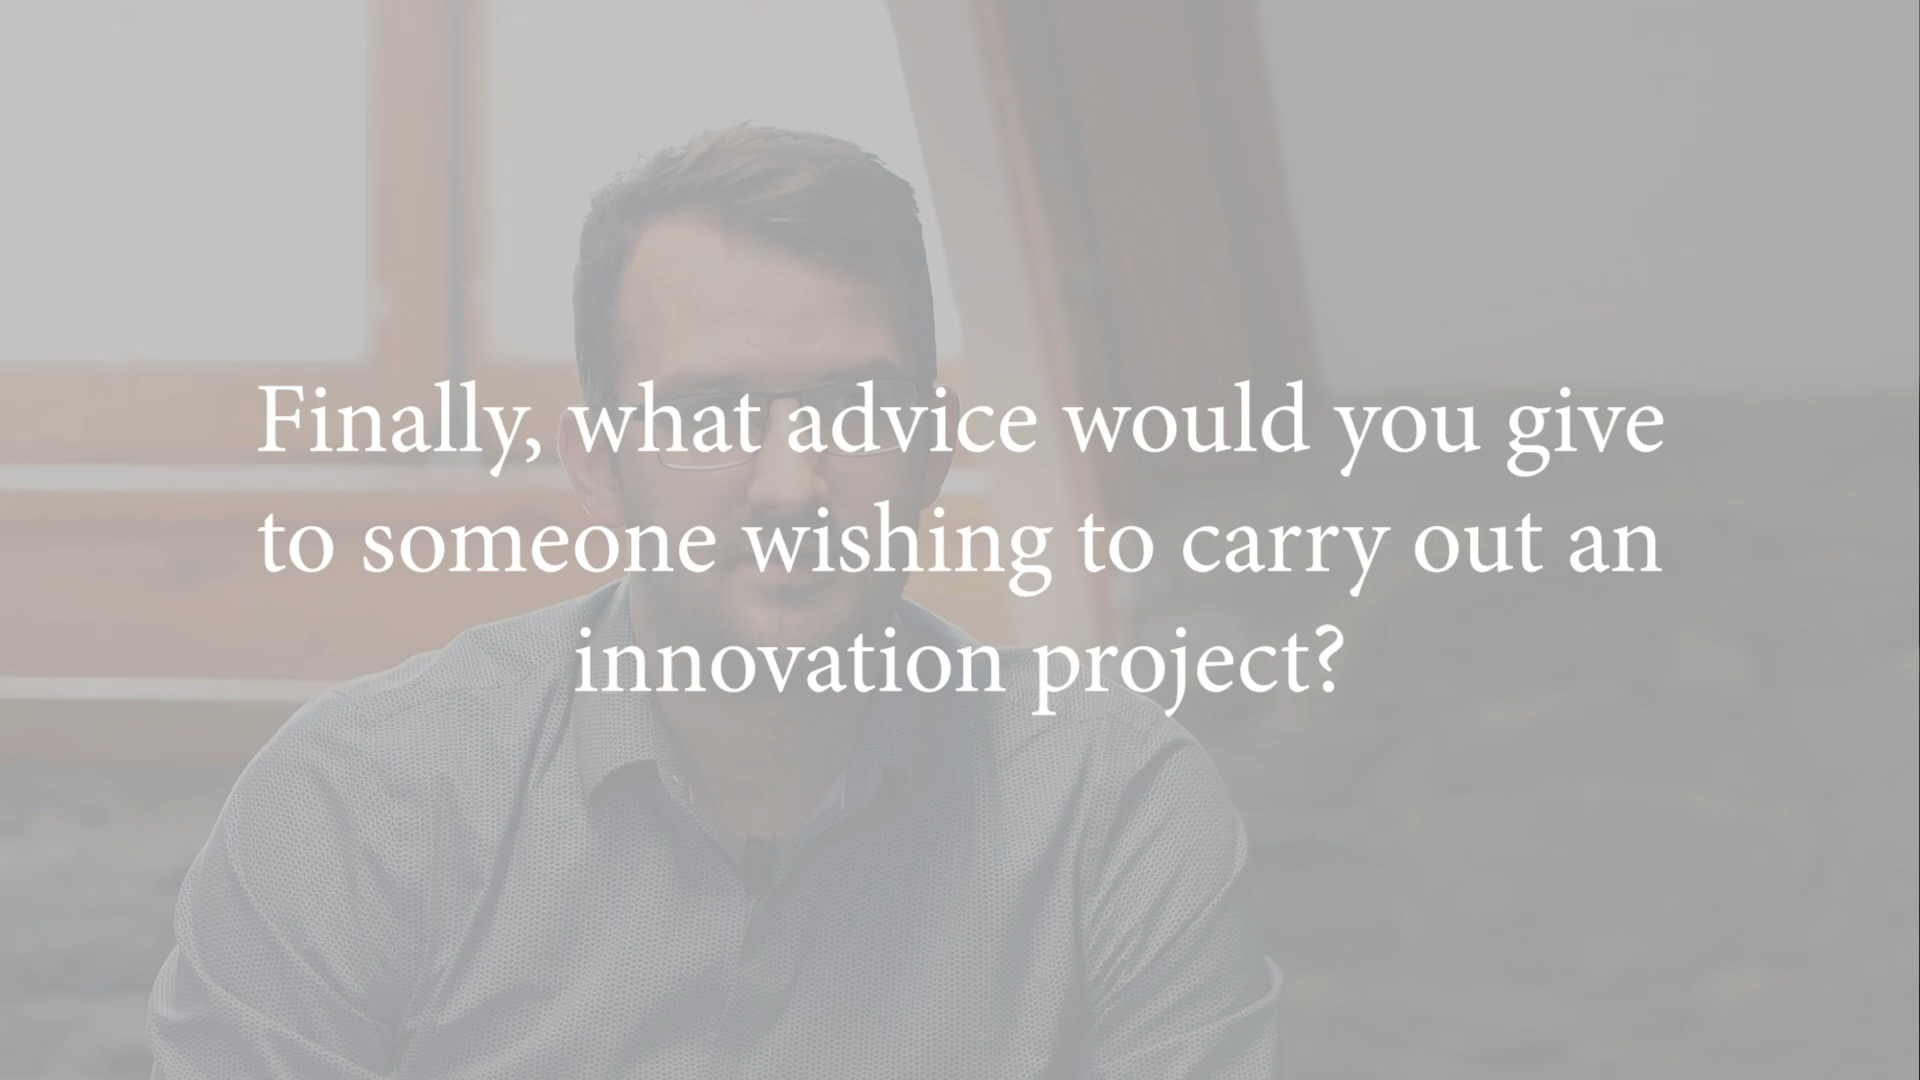 Finally, what advice would you give
to someone wishing to carry out an
innovation project?